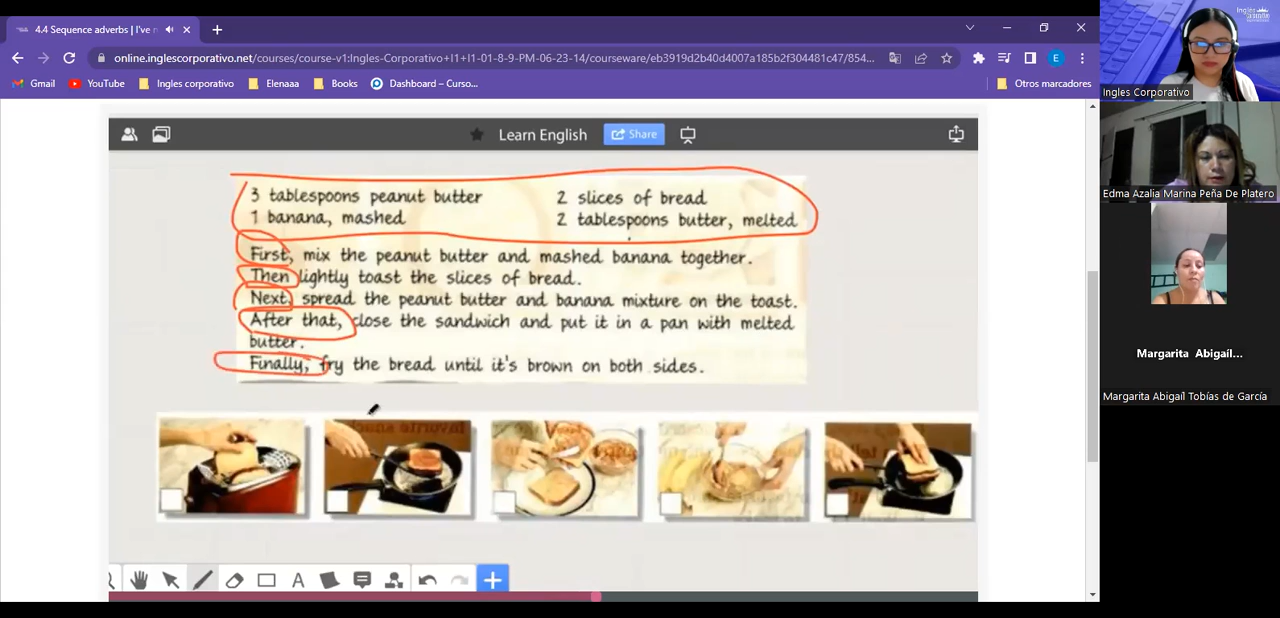 4.4 Sequence adverbs | I've n
online.inglescorporativo.net/courses/course-v1:Ingles-Corporativo+I1+I1-01-8-9-PM-06-23-14/courseware/eb3919d2b40d4007a185b2f304481c47/854...
Gmail YouTube Ingles corporativo Elenaaa Books Dashboard – Curso... Otros marcadores
E
Learn English Share
3 tablespoons peanut butter 2 slices of bread
1 banana, mashed 2 tablespoons butter, melted
First, mix the peanut butter and mashed banana together.
Then lightly toast the slices of bread.
Next, spread the peanut butter and banana mixture on the toast.
After that, close the sandwich and put it in a pan with melted
butter.
Finally, fry the bread until it's brown on both sides.
A
Ingles Corporativo
Edma Azalia Marina Peña De Platero
Margarita Abigaíl...
Margarita Abigaíl Tobías de García